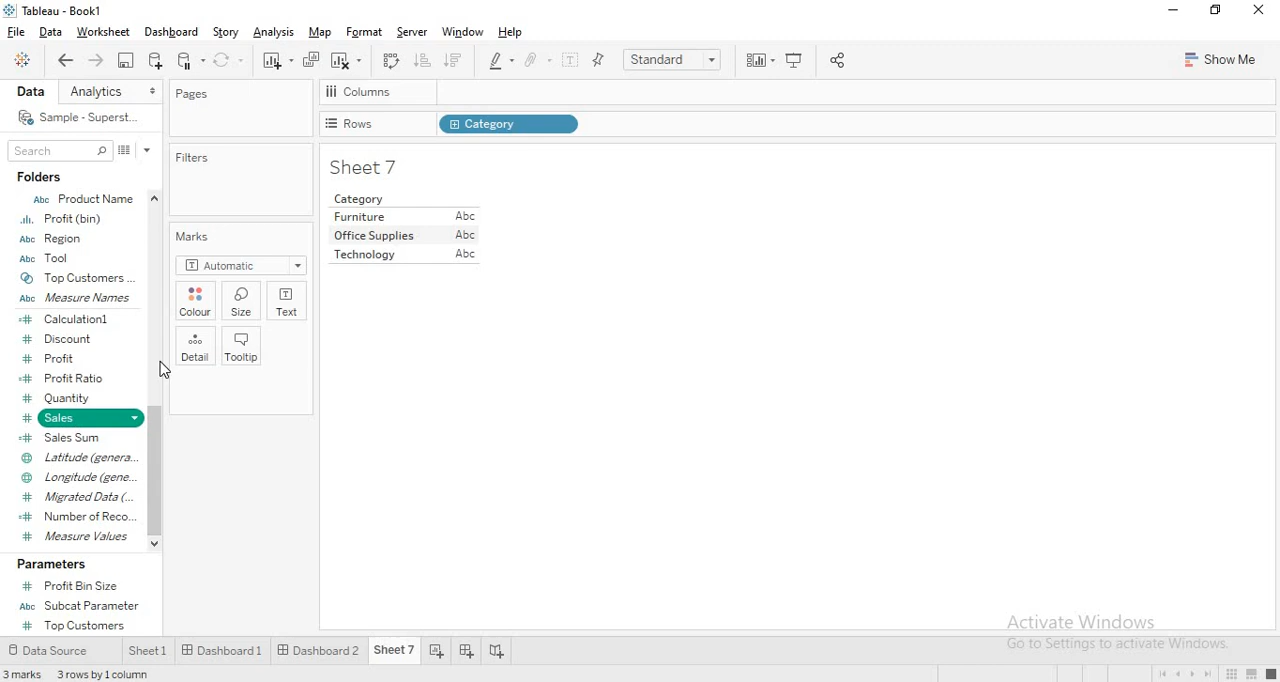 Tableau - Book1
File Data Worksheet Dashboard Story Analysis Map Format Server Window Help
Standard
Show Me
Data Analytics
Pages
Columns
Sample - Superst...
Rows
Category
Search
Filters
Sheet 7
Folders
Category
Abc Product Name
Furniture Abc
Profit (bin)
Office Supplies Abc
Abc Region
Marks
Technology Abc
Abc Tool
Automatic
Top Customers ...
Abc Measure Names
Colour Size Text
Calculation1
Discount
Detail Tooltip
Profit
Profit Ratio
Quantity
Sales
Sales Sum
Latitude (genera...
Longitude (gene...
Migrated Data (...
Number of Reco...
Measure Values
Parameters
Profit Bin Size
Abc Subcat Parameter
Top Customers
Activate Windows
Go to Settings to activate Windows.
Data Source Sheet 1 Dashboard 1 Dashboard 2 Sheet 7
3 marks 3 rows by 1 column